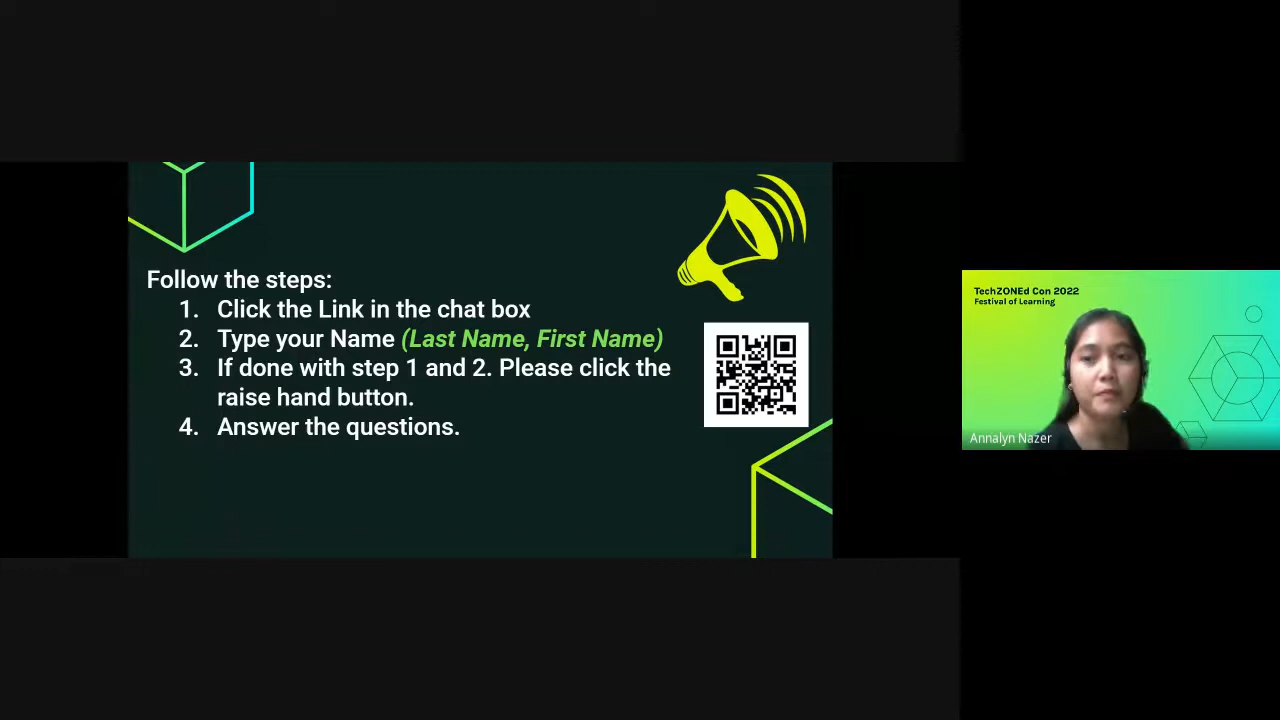 Follow the steps:
1. Click the Link in the chat box
2. Type your Name (Last Name, First Name)
3. If done with step 1 and 2. Please click the
raise hand button.
4. Answer the questions.
TechZONEd Con 2022
Festival of Learning
Annalyn Nazer